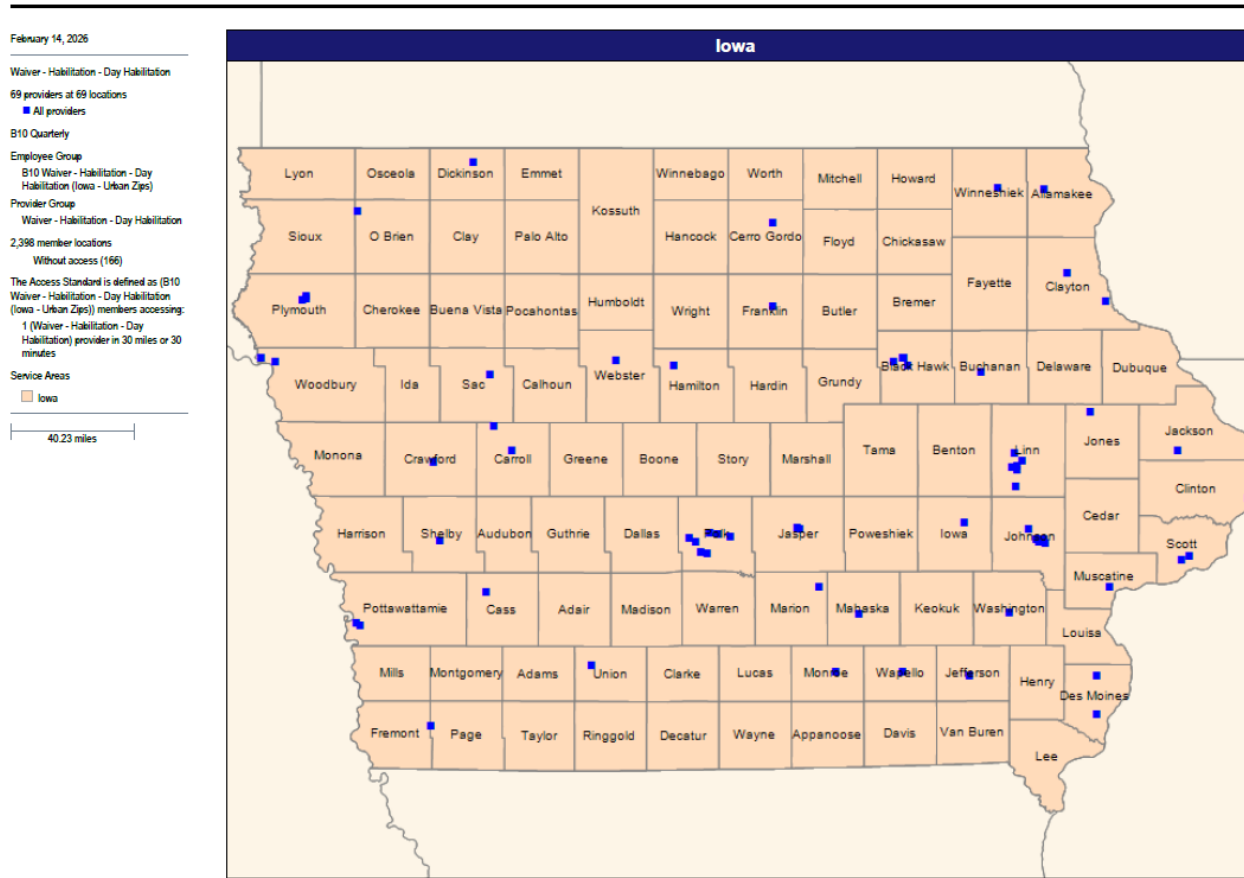 February 14, 2026
Waiver - Habilitation - Day Habilitation
69 providers at 69 locations
All providers
B10 Quarterly
Employee Group
B10 Waiver - Habilitation - Day
Habilitation (Iowa - Urban Zips)
Provider Group
Waiver - Habilitation - Day Habilitation
2,398 member locations
Without access (166)
The Access Standard is defined as (B10
Waiver - Habilitation - Day Habilitation
(Iowa - Urban Zips)) members accessing:
1 (Waiver - Habilitation - Day
Habilitation) provider in 30 miles or 30
minutes
Service Areas
Iowa
40.23 miles
Iowa
Lyon
Osceola
Dickinson
Emmet
Kossuth
Winnebago
Worth
Mitchell
Howard
Winneshiek
Allamakee
Sioux
O Brien
Clay
Palo Alto
Hancock
Cerro Gordo
Floyd
Chickasaw
Fayette
Clayton
Plymouth
Cherokee
Buena Vista
Pocahontas
Humboldt
Wright
Franklin
Butler
Bremer
Woodbury
Ida
Sac
Calhoun
Webster
Hamilton
Hardin
Grundy
Black Hawk
Buchanan
Delaware
Dubuque
Monona
Crawford
Carroll
Greene
Boone
Story
Marshall
Tama
Benton
Linn
Jones
Jackson
Clinton
Harrison
Shelby
Audubon
Guthrie
Dallas
Polk
Jasper
Poweshiek
Iowa
Johnson
Cedar
Scott
Muscatine
Pottawattamie
Cass
Adair
Madison
Warren
Marion
Mahaska
Keokuk
Washington
Louisa
Mills
Montgomery
Adams
Union
Clarke
Lucas
Monroe
Wapello
Jefferson
Henry
Des Moines
Fremont
Page
Taylor
Ringgold
Decatur
Wayne
Appanoose
Davis
Van Buren
Lee